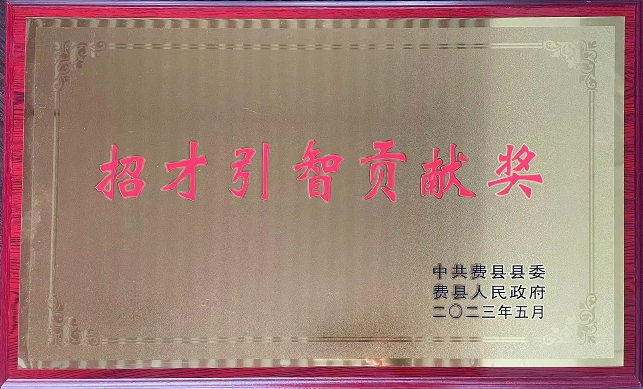 招才引智贡献奖
中共费县县委
费县人民政府
二〇二三年五月